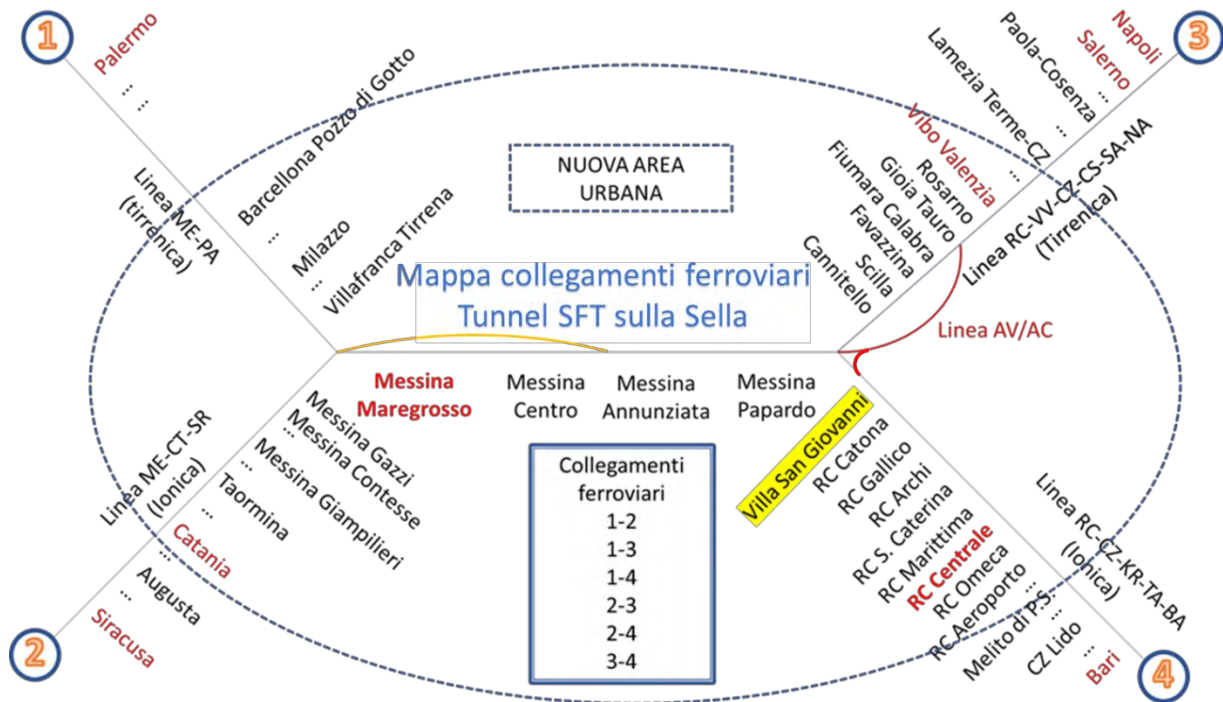 1
Palermo
...
...
Linea ME-PA
(tirrenica)
Barcellona Pozzo di Gotto
...
Milazzo
...
Villafranca Tirrena
NUOVA AREA
URBANA
3
Napoli
Salerno
...
Paola-Cosenza
...
Lamezia Terme-CZ
...
Vibo Valenzia
Rosarno
Gioia Tauro
Fiumara Calabra
Favazzina
Scilla
Cannitello
Linea RC-VV-CZ-CS-SA-NA
(Tirrenica)
Mappa collegamenti ferroviari
Tunnel SFT sulla Sella
Linea AV/AC
Messina
Maregrosso
Messina
Centro
Messina
Annunziata
Messina
Papardo
Messina Gazzi
Messina Contesse
...
Messina Giampilieri
...
Taormina
...
Catania
...
Augusta
...
Siracusa
Linea ME-CT-SR
(Ionica)
2
Collegamenti
ferroviari
1-2
1-3
1-4
2-3
2-4
3-4
Villa San Giovanni
RC Catona
RC Gallico
RC Archi
RC S. Caterina
RC Marittima
RC Centrale
RC Omeca
RC Aeroporto
...
Melito di P.S.
...
CZ Lido
...
Bari
Linea RC-CZ-KR-TA-BA
(Ionica)
4